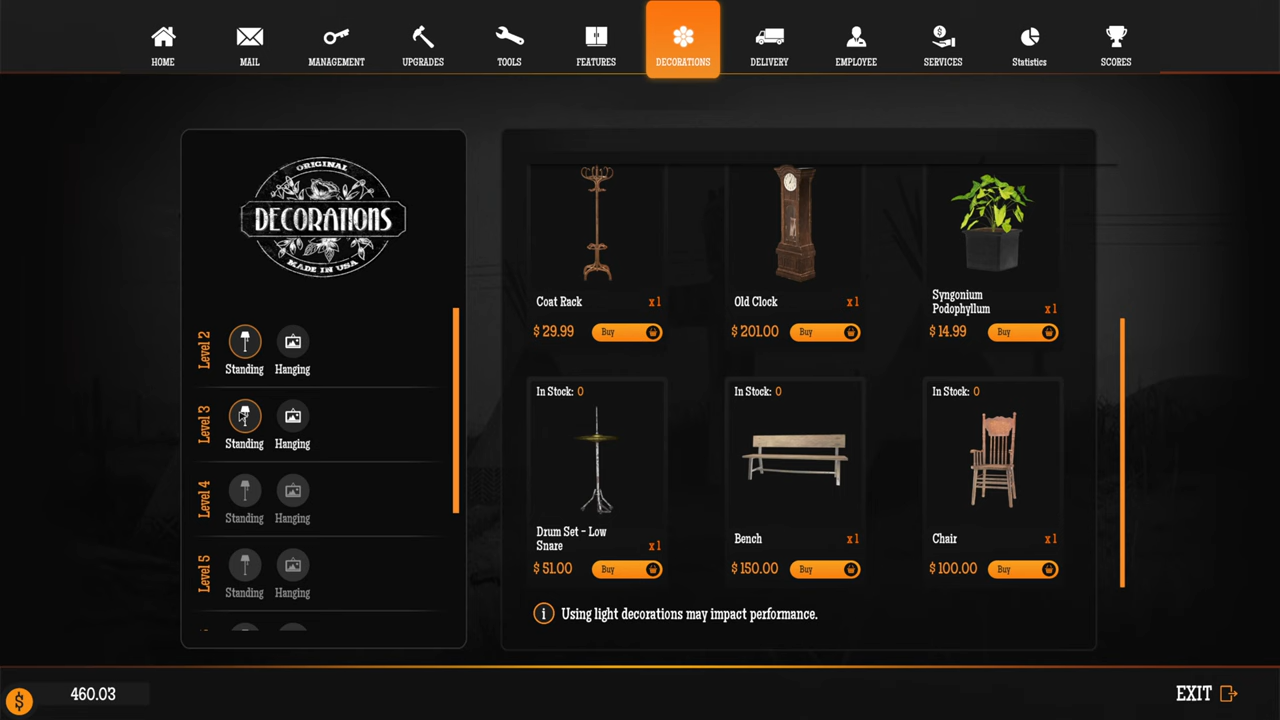 HOME
MAIL
MANAGEMENT
UPGRADES
TOOLS
FEATURES
DECORATIONS
DELIVERY
EMPLOYEE
SERVICES
Statistics
SCORES
ORIGINAL
DECORATIONS
MADE IN USA
Level 2
Standing
Hanging
Level 3
Standing
Hanging
Level 4
Standing
Hanging
Level 5
Standing
Hanging
Coat Rack x1
$ 29.99 Buy
Old Clock x1
$ 201.00 Buy
Syngonium
Podophyllum x1
$ 14.99 Buy
In Stock: 0
Drum Set - Low
Snare x1
$ 51.00 Buy
In Stock: 0
Bench x1
$ 150.00 Buy
In Stock: 0
Chair x1
$ 100.00 Buy
i Using light decorations may impact performance.
$ 460.03
EXIT